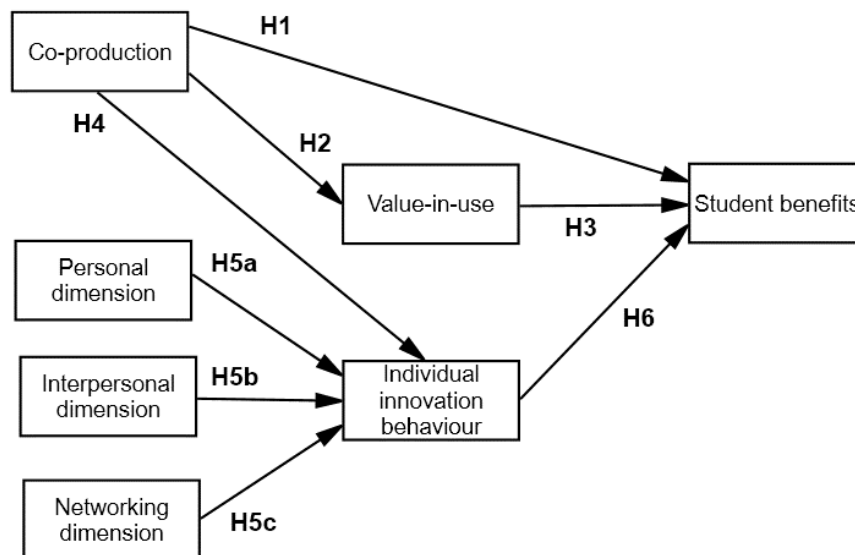 H1
Co-production
H4
H2
Value-in-use
Student benefits
H3
Personal
dimension
H5a
H6
Interpersonal
dimension
H5b
Individual
innovation
behaviour
Networking
dimension
H5c